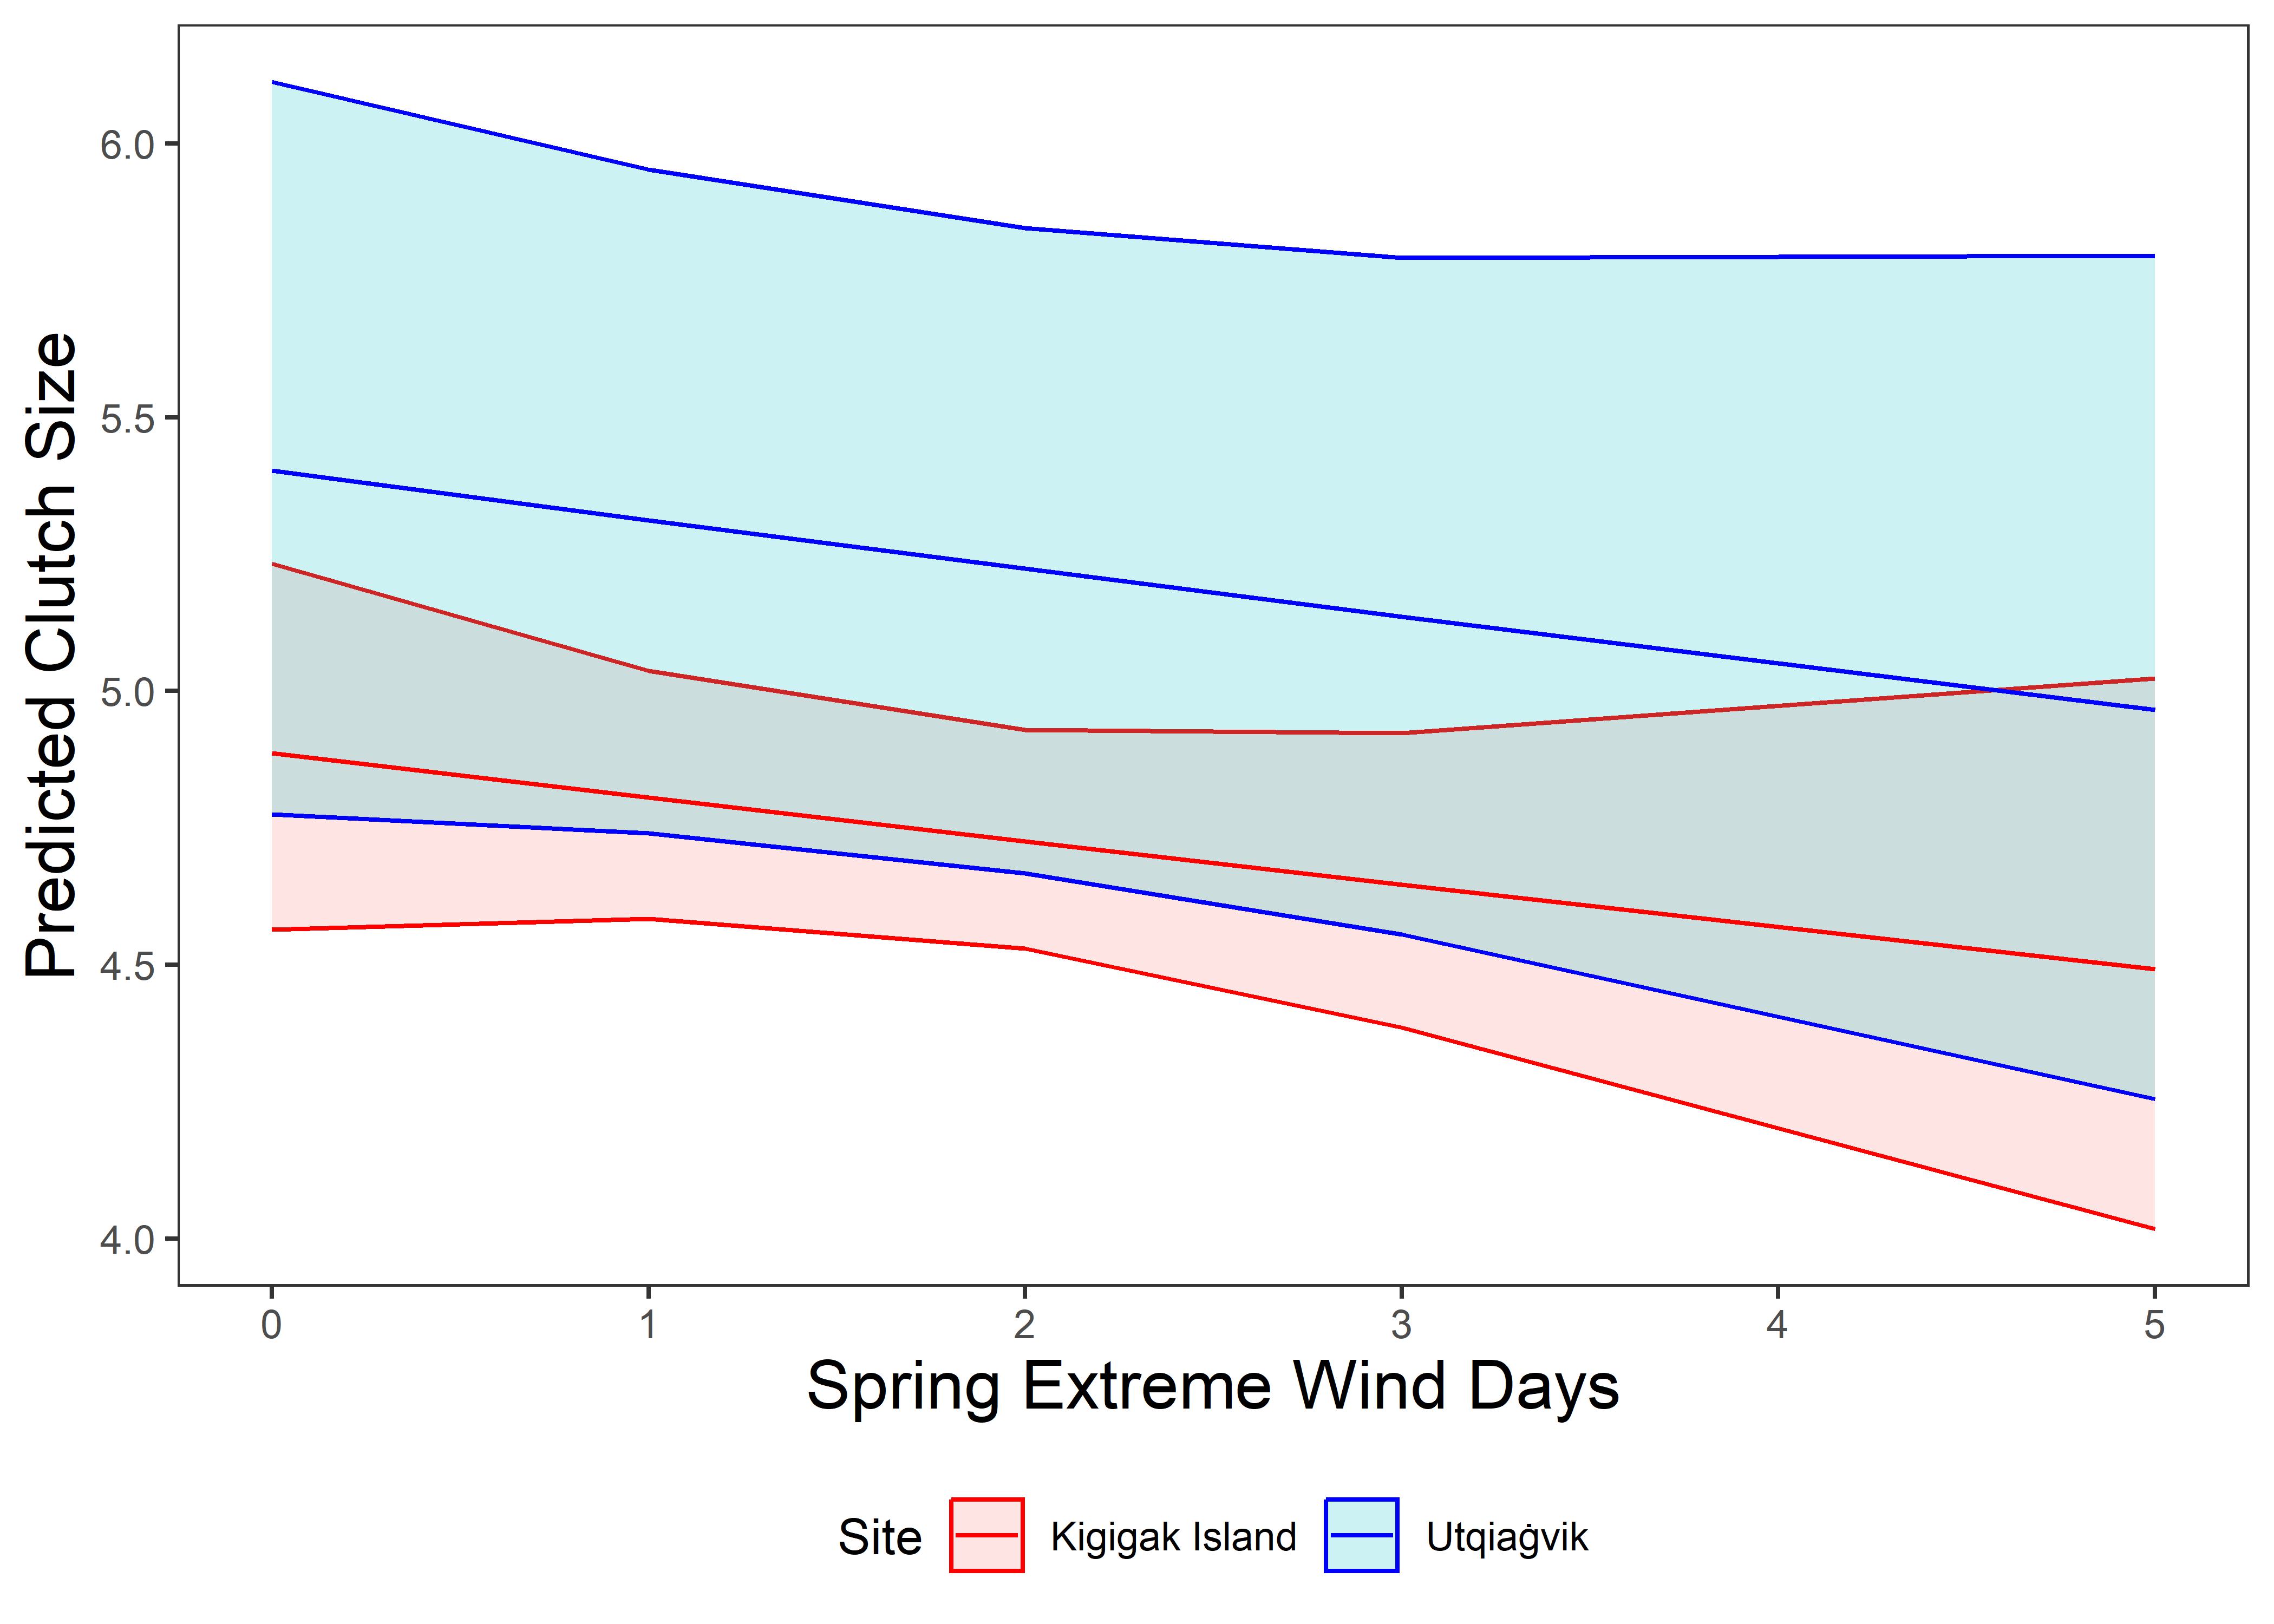 Predicted Clutch Size
6.0
5.5
5.0
4.5
4.0
0 1 2 3 4 5
Spring Extreme Wind Days
Site Kigigak Island Utqiaġvik